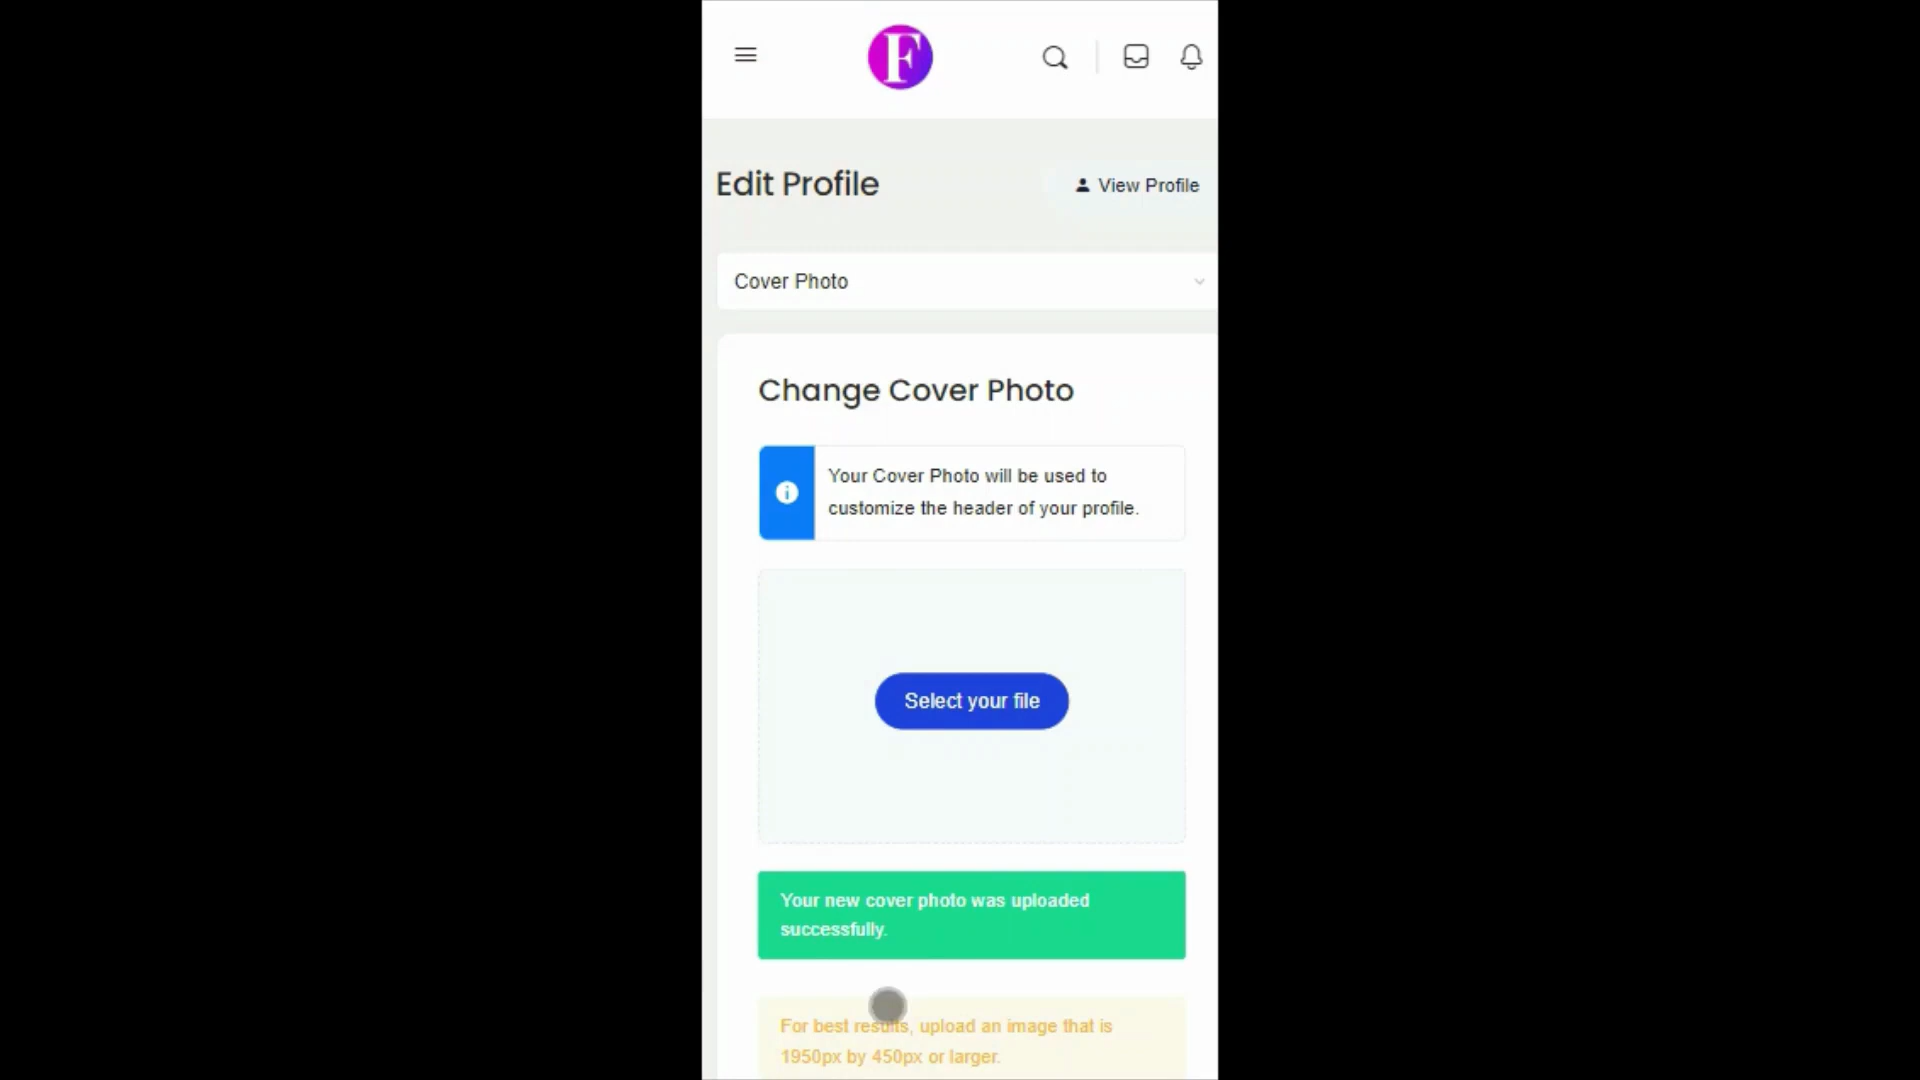 F
Edit Profile
View Profile
Cover Photo
Change Cover Photo
Your Cover Photo will be used to
customize the header of your profile.
Select your file
Your new cover photo was uploaded
successfully.
For best results, upload an image that is
1950px by 450px or larger.